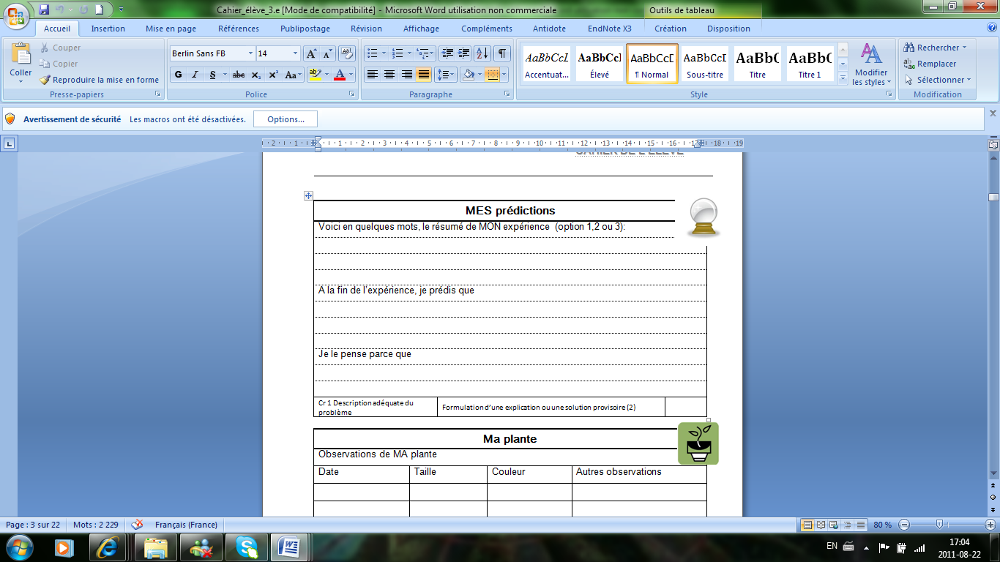 Cahier_élève_3.e [Mode de compatibilité] - Microsoft Word utilisation non commerciale
Outils de tableau
Accueil Insertion Mise en page Références Publipostage Révision Affichage Compléments Antidote EndNote X3 Création Disposition
Coller
Couper
Copier
Reproduire la mise en forme
Presse-papiers
Berlin Sans FB 14
G I S abc x₂ x² Aa ab A
Police
Paragraphe
AaBbCcL AaBbCcI AaBbCcD AaBbCcL AaBbC AaBbC
Accentuat... Élevé ¶ Normal Sous-titre Titre Titre 1
Modifier
les styles
Style
Rechercher
Remplacer
Sélectionner
Modification
Avertissement de sécurité Les macros ont été désactivées. Options...
2 1 1 2 3 4 5 6 7 8 9 10 11 12 13 14 15 16 17 18 19
CAHIER DE L'ÉLÈVE
MES prédictions
Voici en quelques mots, le résumé de MON expérience (option 1,2 ou 3):
A la fin de l'expérience, je prédis que
Je le pense parce que
Cr 1 Description adéquate du
problème
Formulation d'une explication ou une solution provisoire (2)
Ma plante
Observations de MA plante
Date Taille Couleur Autres observations
Page : 3 sur 22 Mots : 2 229 Français (France) 80 %
EN 17:04
2011-08-22